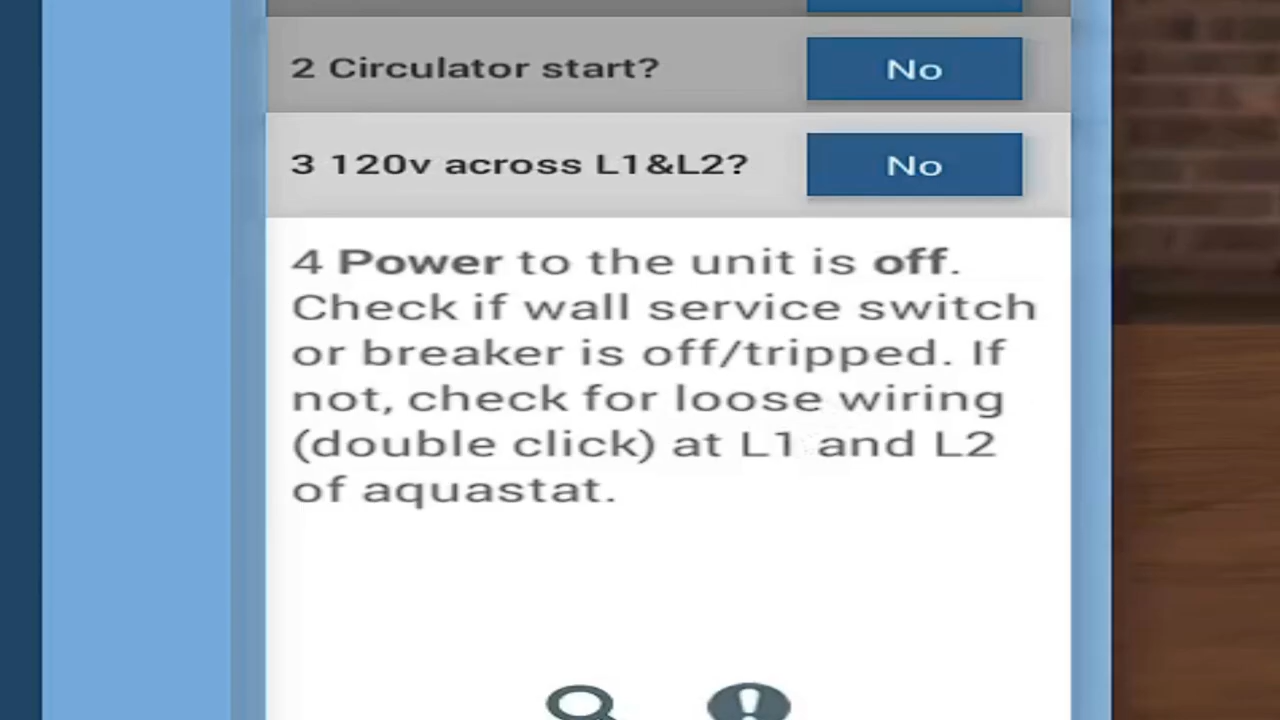 2 Circulator start?
No
3 120v across L1&L2?
No
4 Power to the unit is off.
Check if wall service switch
or breaker is off/tripped. If
not, check for loose wiring
(double click) at L1 and L2
of aquastat.